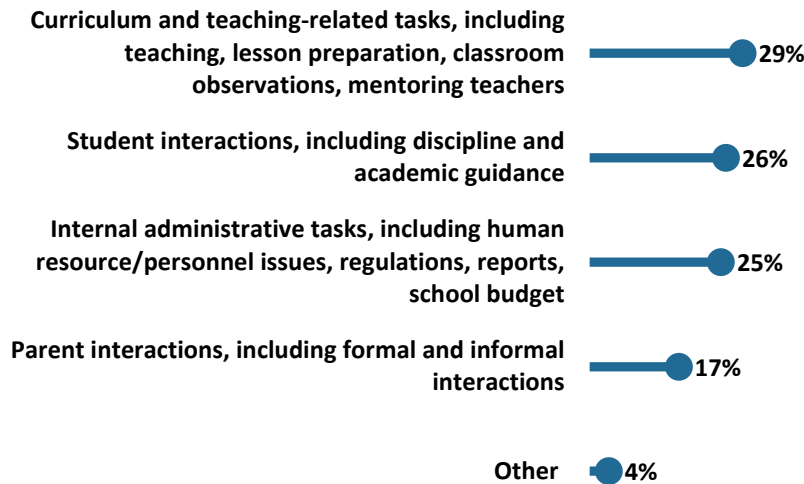 Curriculum and teaching-related tasks, including
teaching, lesson preparation, classroom
observations, mentoring teachers
29%
Student interactions, including discipline and
academic guidance
26%
Internal administrative tasks, including human
resource/personnel issues, regulations, reports,
school budget
25%
Parent interactions, including formal and informal
interactions
17%
Other
4%